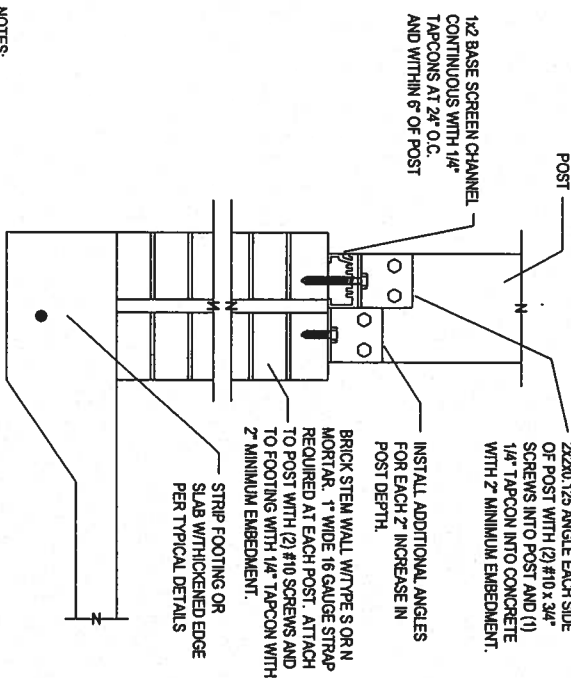 POST
2X2X0.125 ANGLE EACH SIDE
OF POST WITH (2) #10 x 3/4"
SCREWS INTO POST AND (1)
1/4" TAPCON INTO CONCRETE
WITH 2" MINIMUM EMBEDMENT.
1x2 BASE SCREEN CHANNEL
CONTINUOUS WITH 1/4"
TAPCONS AT 24" O.C.
AND WITHIN 6" OF POST
INSTALL ADDITIONAL ANGLES
FOR EACH 2" INCREASE IN
POST DEPTH.
BRICK STEM WALL W/TYPE S OR N
MORTAR. 1" WIDE 16 GAUGE STRAP
REQUIRED AT EACH POST. ATTACH
TO POST WITH (2) #10 SCREWS AND
TO FOOTING WITH 1/4" TAPCON WITH
2" MINIMUM EMBEDMENT.
STRIP FOOTING OR
SLAB W/THICKENED EDGE
PER TYPICAL DETAILS
NOTES: